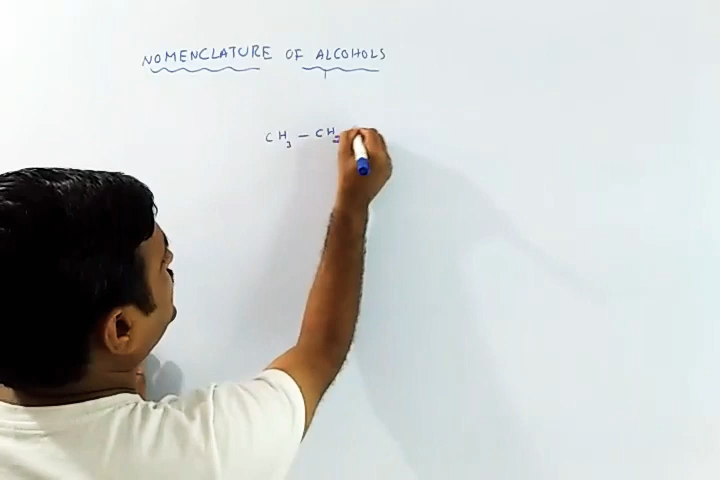 NOMENCLATURE OF ALCOHOLS
CH₃ — CH₂